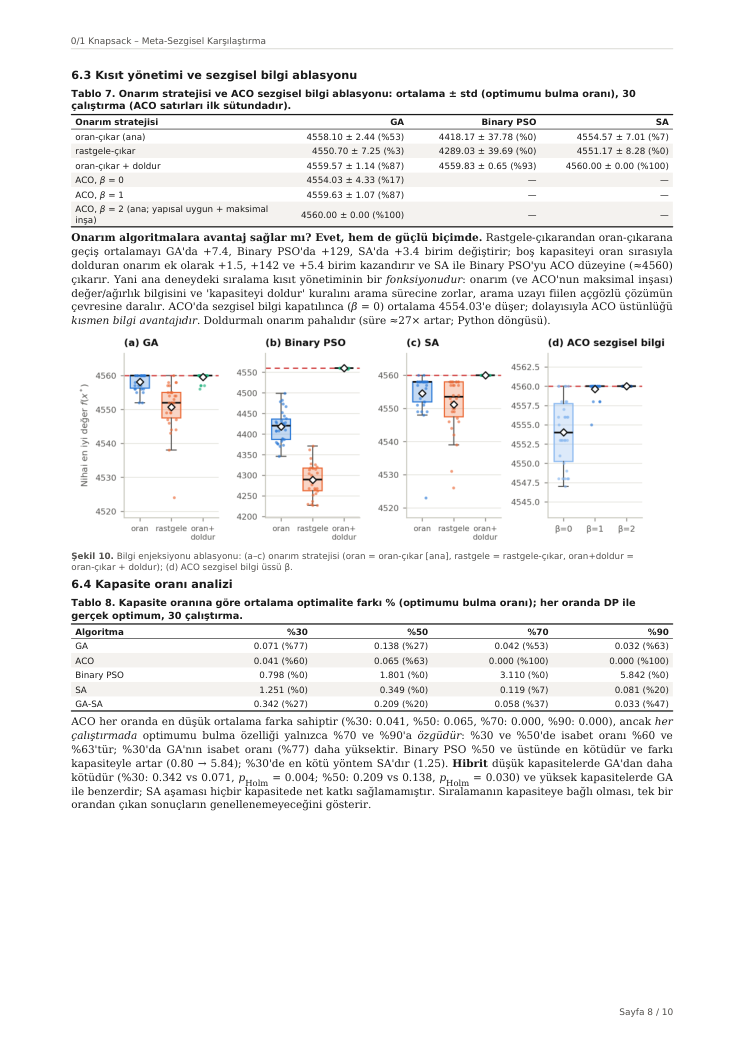 0/1 Knapsack – Meta-Sezgisel Karşılaştırma
6.3 Kısıt yönetimi ve sezgisel bilgi ablasyonu
Tablo 7. Onarım stratejisi ve ACO sezgisel bilgi ablasyonu: ortalama ± std (optimumu bulma oranı), 30
çalıştırma (ACO satırları ilk sütundadır).
Onarım stratejisi GA Binary PSO SA
oran-çıkar (ana) 4558.10 ± 2.44 (%53) 4418.17 ± 37.78 (%0) 4554.57 ± 7.01 (%7)
rastgele-çıkar 4550.70 ± 7.25 (%3) 4289.03 ± 39.69 (%0) 4551.17 ± 8.28 (%0)
oran-çıkar + doldur 4559.57 ± 1.14 (%87) 4559.83 ± 0.65 (%93) 4560.00 ± 0.00 (%100)
ACO, β = 0 4554.03 ± 4.33 (%17) — —
ACO, β = 1 4559.63 ± 1.07 (%87) — —
ACO, β = 2 (ana; yapısal uygun + maksimal
inşa) 4560.00 ± 0.00 (%100) — —
Onarım algoritmalara avantaj sağlar mı? Evet, hem de güçlü biçimde. Rastgele-çıkarandan oran-çıkarana
geçiş ortalamayı GA'da +7.4, Binary PSO'da +129, SA'da +3.4 birim değiştirir; boş kapasiteyi oran sırasıyla
dolduran onarım ek olarak +1.5, +142 ve +5.4 birim kazandırır ve SA ile Binary PSO'yu ACO düzeyine (≈4560)
çıkarır. Yani ana deneydeki sıralama kısıt yönetiminin bir fonksiyonudur: onarım (ve ACO'nun maksimal inşası)
değer/ağırlık bilgisini ve 'kapasiteyi doldur' kuralını arama sürecine zorlar, arama uzayı fiilen açgözlü çözümün
çevresine daralır. ACO'da sezgisel bilgi kapatılınca (β = 0) ortalama 4554.03'e düşer; dolayısıyla ACO üstünlüğü
kısmen bilgi avantajıdır. Doldurmalı onarım pahalıdır (süre ≈27× artar; Python döngüsü).
(a) GA (b) Binary PSO (c) SA (d) ACO sezgisel bilgi
Nihai en iyi değer f(x*)
4560 4550 4540 4530 4520
oran rastgele oran+
doldur
4500 4450 4400 4350 4300 4250 4200
oran rastgele oran+
doldur
4560 4550 4540 4530 4520
oran rastgele oran+
doldur
4562.5 4560.0 4557.5 4555.0 4552.5 4550.0 4547.5 4545.0
β=0 β=1 β=2
Şekil 10. Bilgi enjeksiyonu ablasyonu: (a–c) onarım stratejisi (oran = oran-çıkar [ana], rastgele = rastgele-çıkar, oran+doldur =
oran-çıkar + doldur); (d) ACO sezgisel bilgi üssü β.
6.4 Kapasite oranı analizi
Tablo 8. Kapasite oranına göre ortalama optimalite farkı % (optimumu bulma oranı); her oranda DP ile
gerçek optimum, 30 çalıştırma.
Algoritma %30 %50 %70 %90
GA 0.071 (%77) 0.138 (%27) 0.042 (%53) 0.032 (%63)
ACO 0.041 (%60) 0.065 (%63) 0.000 (%100) 0.000 (%100)
Binary PSO 0.798 (%0) 1.801 (%0) 3.110 (%0) 5.842 (%0)
SA 1.251 (%0) 0.349 (%0) 0.119 (%7) 0.081 (%20)
GA-SA 0.342 (%27) 0.209 (%20) 0.058 (%37) 0.033 (%47)
ACO her oranda en düşük ortalama farka sahiptir (%30: 0.041, %50: 0.065, %70: 0.000, %90: 0.000), ancak her
çalıştırmada optimumu bulma özelliği yalnızca %70 ve %90'a özgüdür: %30 ve %50'de isabet oranı %60 ve
%63'tür; %30'da GA'nın isabet oranı (%77) daha yüksektir. Binary PSO %50 ve üstünde en kötüdür ve farkı
kapasiteyle artar (0.80 → 5.84); %30'de en kötü yöntem SA'dır (1.25). Hibrit düşük kapasitelerde GA'dan daha
kötüdür (%30: 0.342 vs 0.071, pHolm = 0.004; %50: 0.209 vs 0.138, pHolm = 0.030) ve yüksek kapasitelerde GA
ile benzerdir; SA aşaması hiçbir kapasitede net katkı sağlamamıştır. Sıralamanın kapasiteye bağlı olması, tek bir
orandan çıkan sonuçların genellenemeyeceğini gösterir.
Sayfa 8 / 10